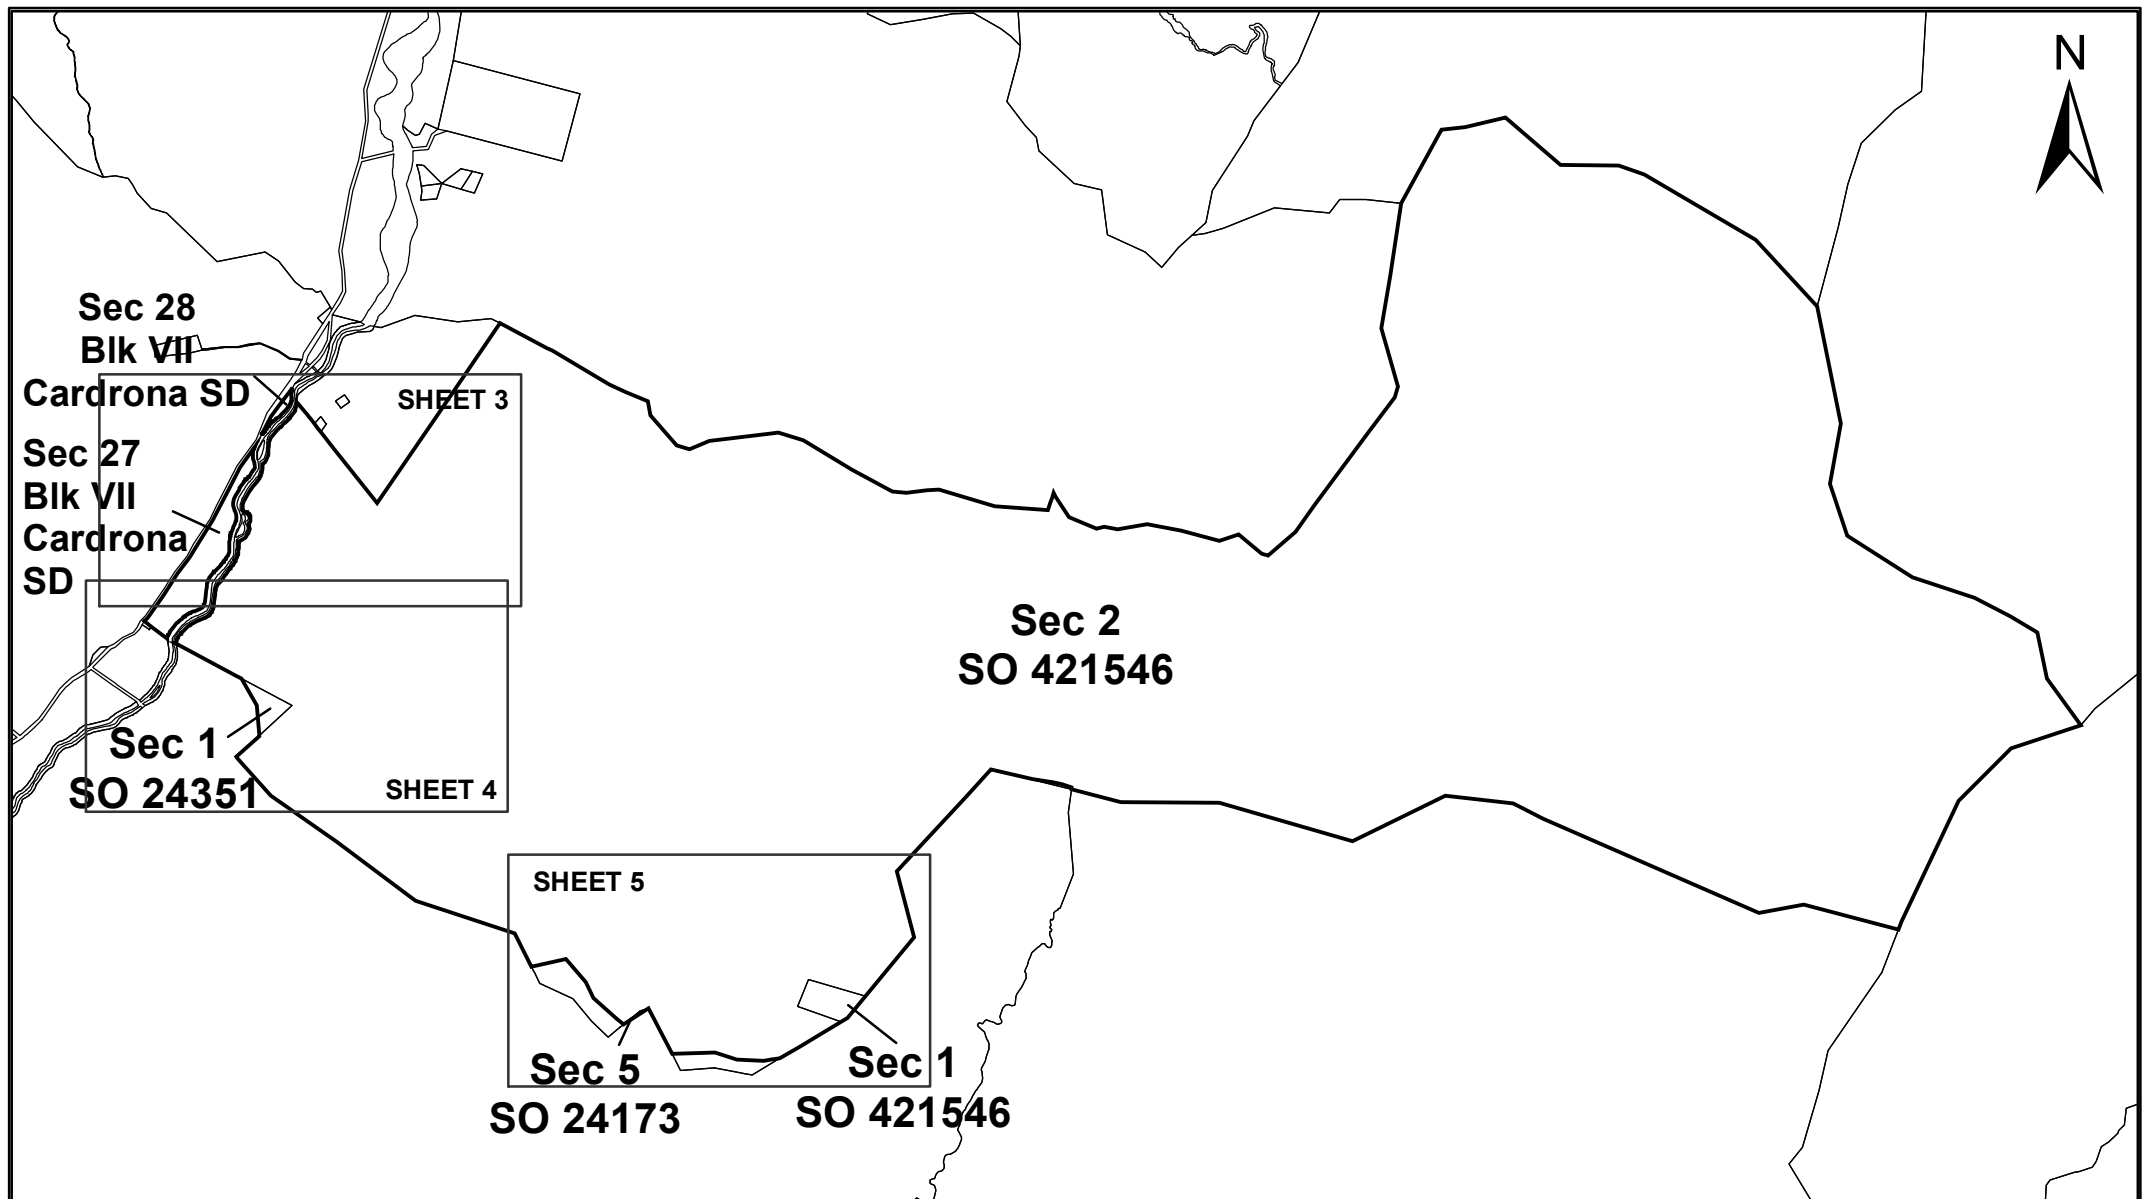 N
Sec 28
Blk VII
Cardrona SD
SHEET 3
Sec 27
Blk VII
Cardrona
SD
Sec 2
SO 421546
Sec 1
SO 24351
SHEET 4
SHEET 5
Sec 5
SO 24173
Sec 1
SO 421546